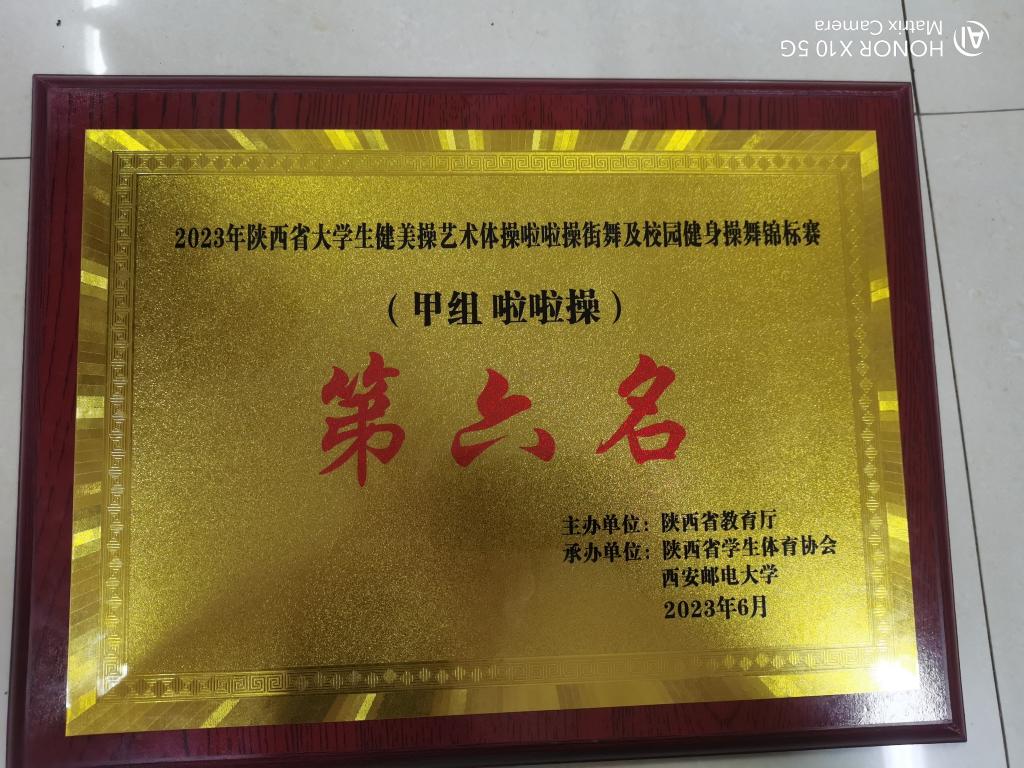 HONOR X10 5G
Matrix Camera
AI
2023年陕西省大学生健美操艺术体操啦啦操街舞及校园健身操舞锦标赛
（甲组 啦啦操）
第六名
主办单位：陕西省教育厅
承办单位：陕西省学生体育协会
西安邮电大学
2023年6月